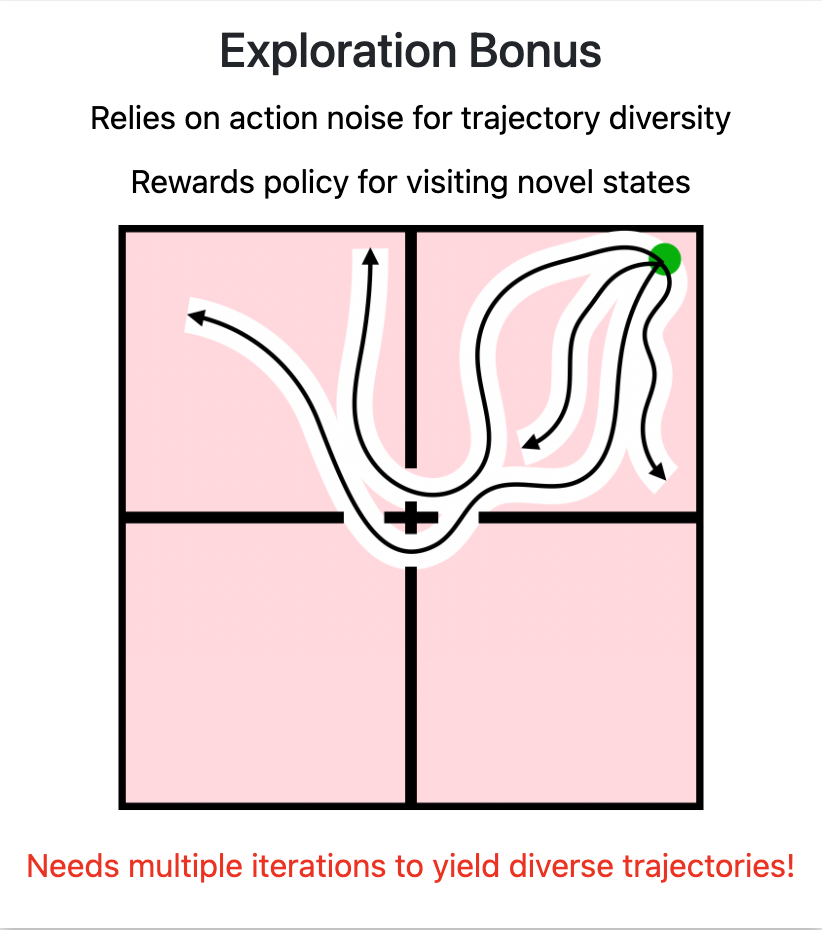 Exploration Bonus
Relies on action noise for trajectory diversity
Rewards policy for visiting novel states
Needs multiple iterations to yield diverse trajectories!